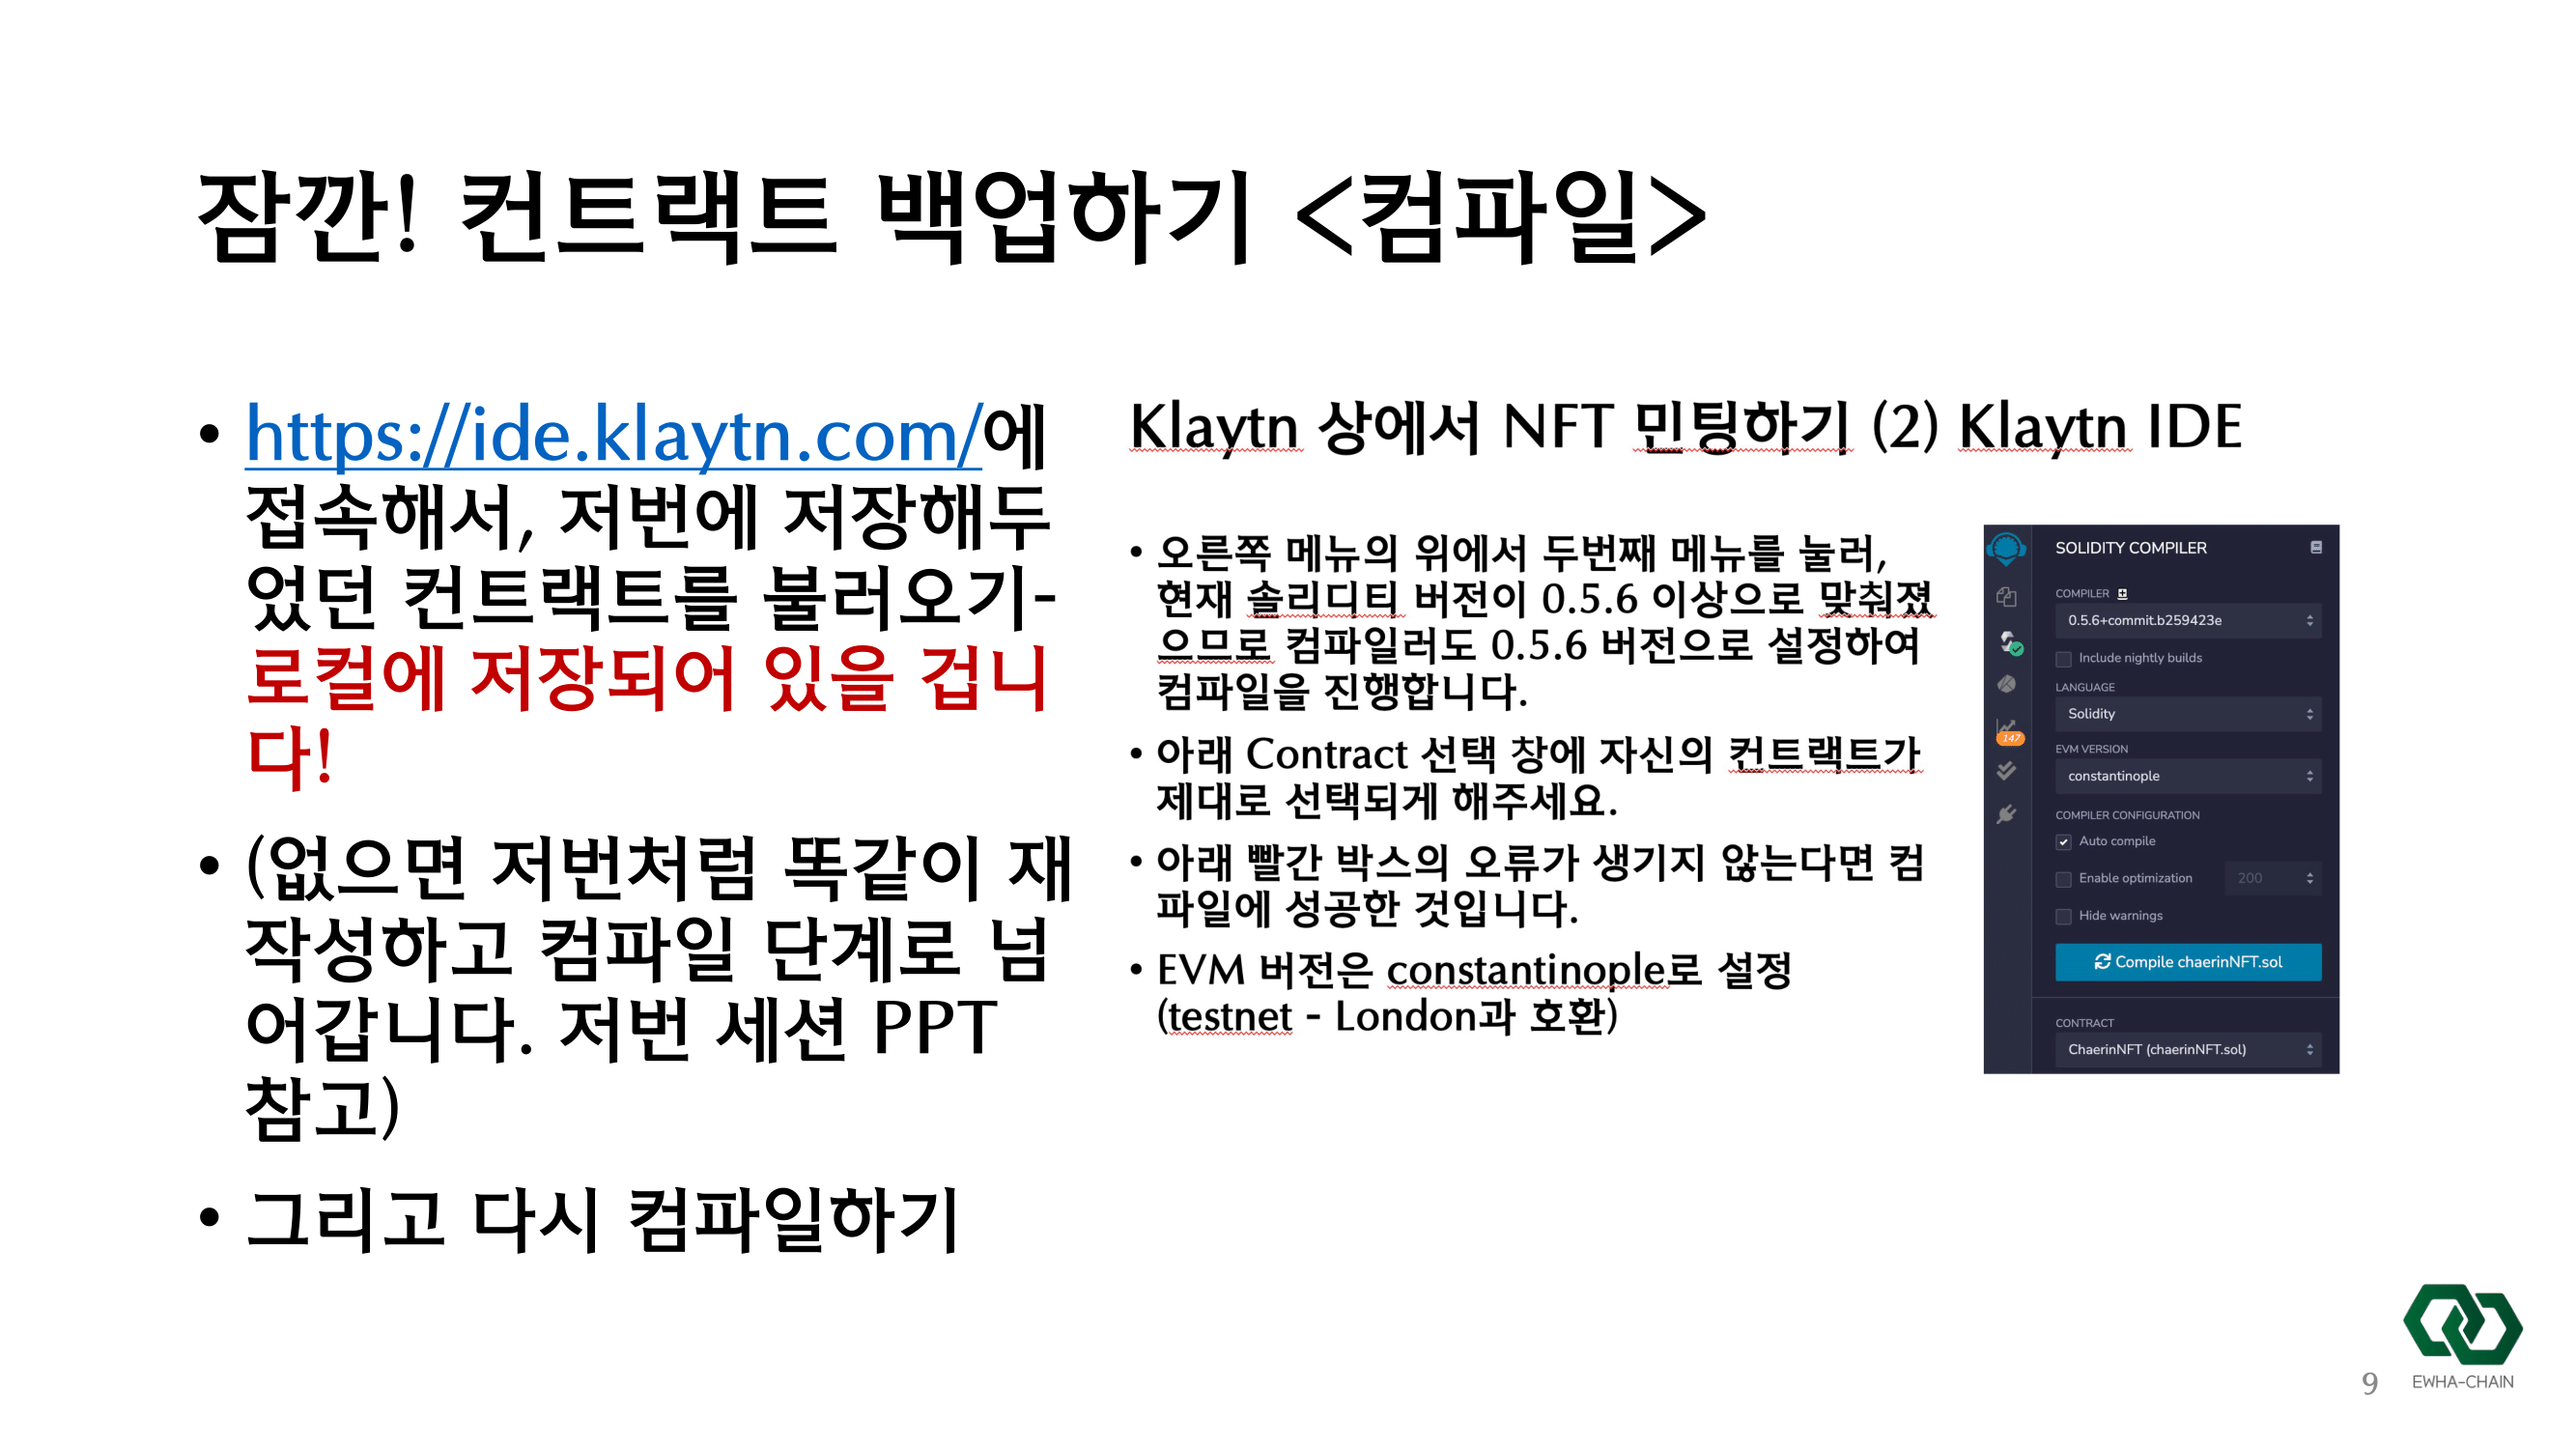 잠깐! 컨트랙트 백업하기 <컴파일>
• https://ide.klaytn.com/에
접속해서, 저번에 저장해두
었던 컨트랙트를 불러오기-
로컬에 저장되어 있을 겁니
다!
• (없으면 저번처럼 똑같이 재
작성하고 컴파일 단계로 넘
어갑니다. 저번 세션 PPT
참고)
• 그리고 다시 컴파일하기
Klaytn 상에서 NFT 민팅하기 (2) Klaytn IDE
• 오른쪽 메뉴의 위에서 두번째 메뉴를 눌러,
현재 솔리디티 버전이 0.5.6 이상으로 맞춰졌
으므로 컴파일러도 0.5.6 버전으로 설정하여
컴파일을 진행합니다.
• 아래 Contract 선택 창에 자신의 컨트랙트가
제대로 선택되게 해주세요.
• 아래 빨간 박스의 오류가 생기지 않는다면 컴
파일에 성공한 것입니다.
• EVM 버전은 constantinople로 설정
(testnet - London과 호환)
SOLIDITY COMPILER
COMPILER
0.5.6+commit.b259423e
Include nightly builds
LANGUAGE
Solidity
147
EVM VERSION
constantinople
COMPILER CONFIGURATION
Auto compile
Enable optimization 200
Hide warnings
Compile chaerinNFT.sol
CONTRACT
ChaerinNFT (chaerinNFT.sol)
9
EWHA-CHAIN